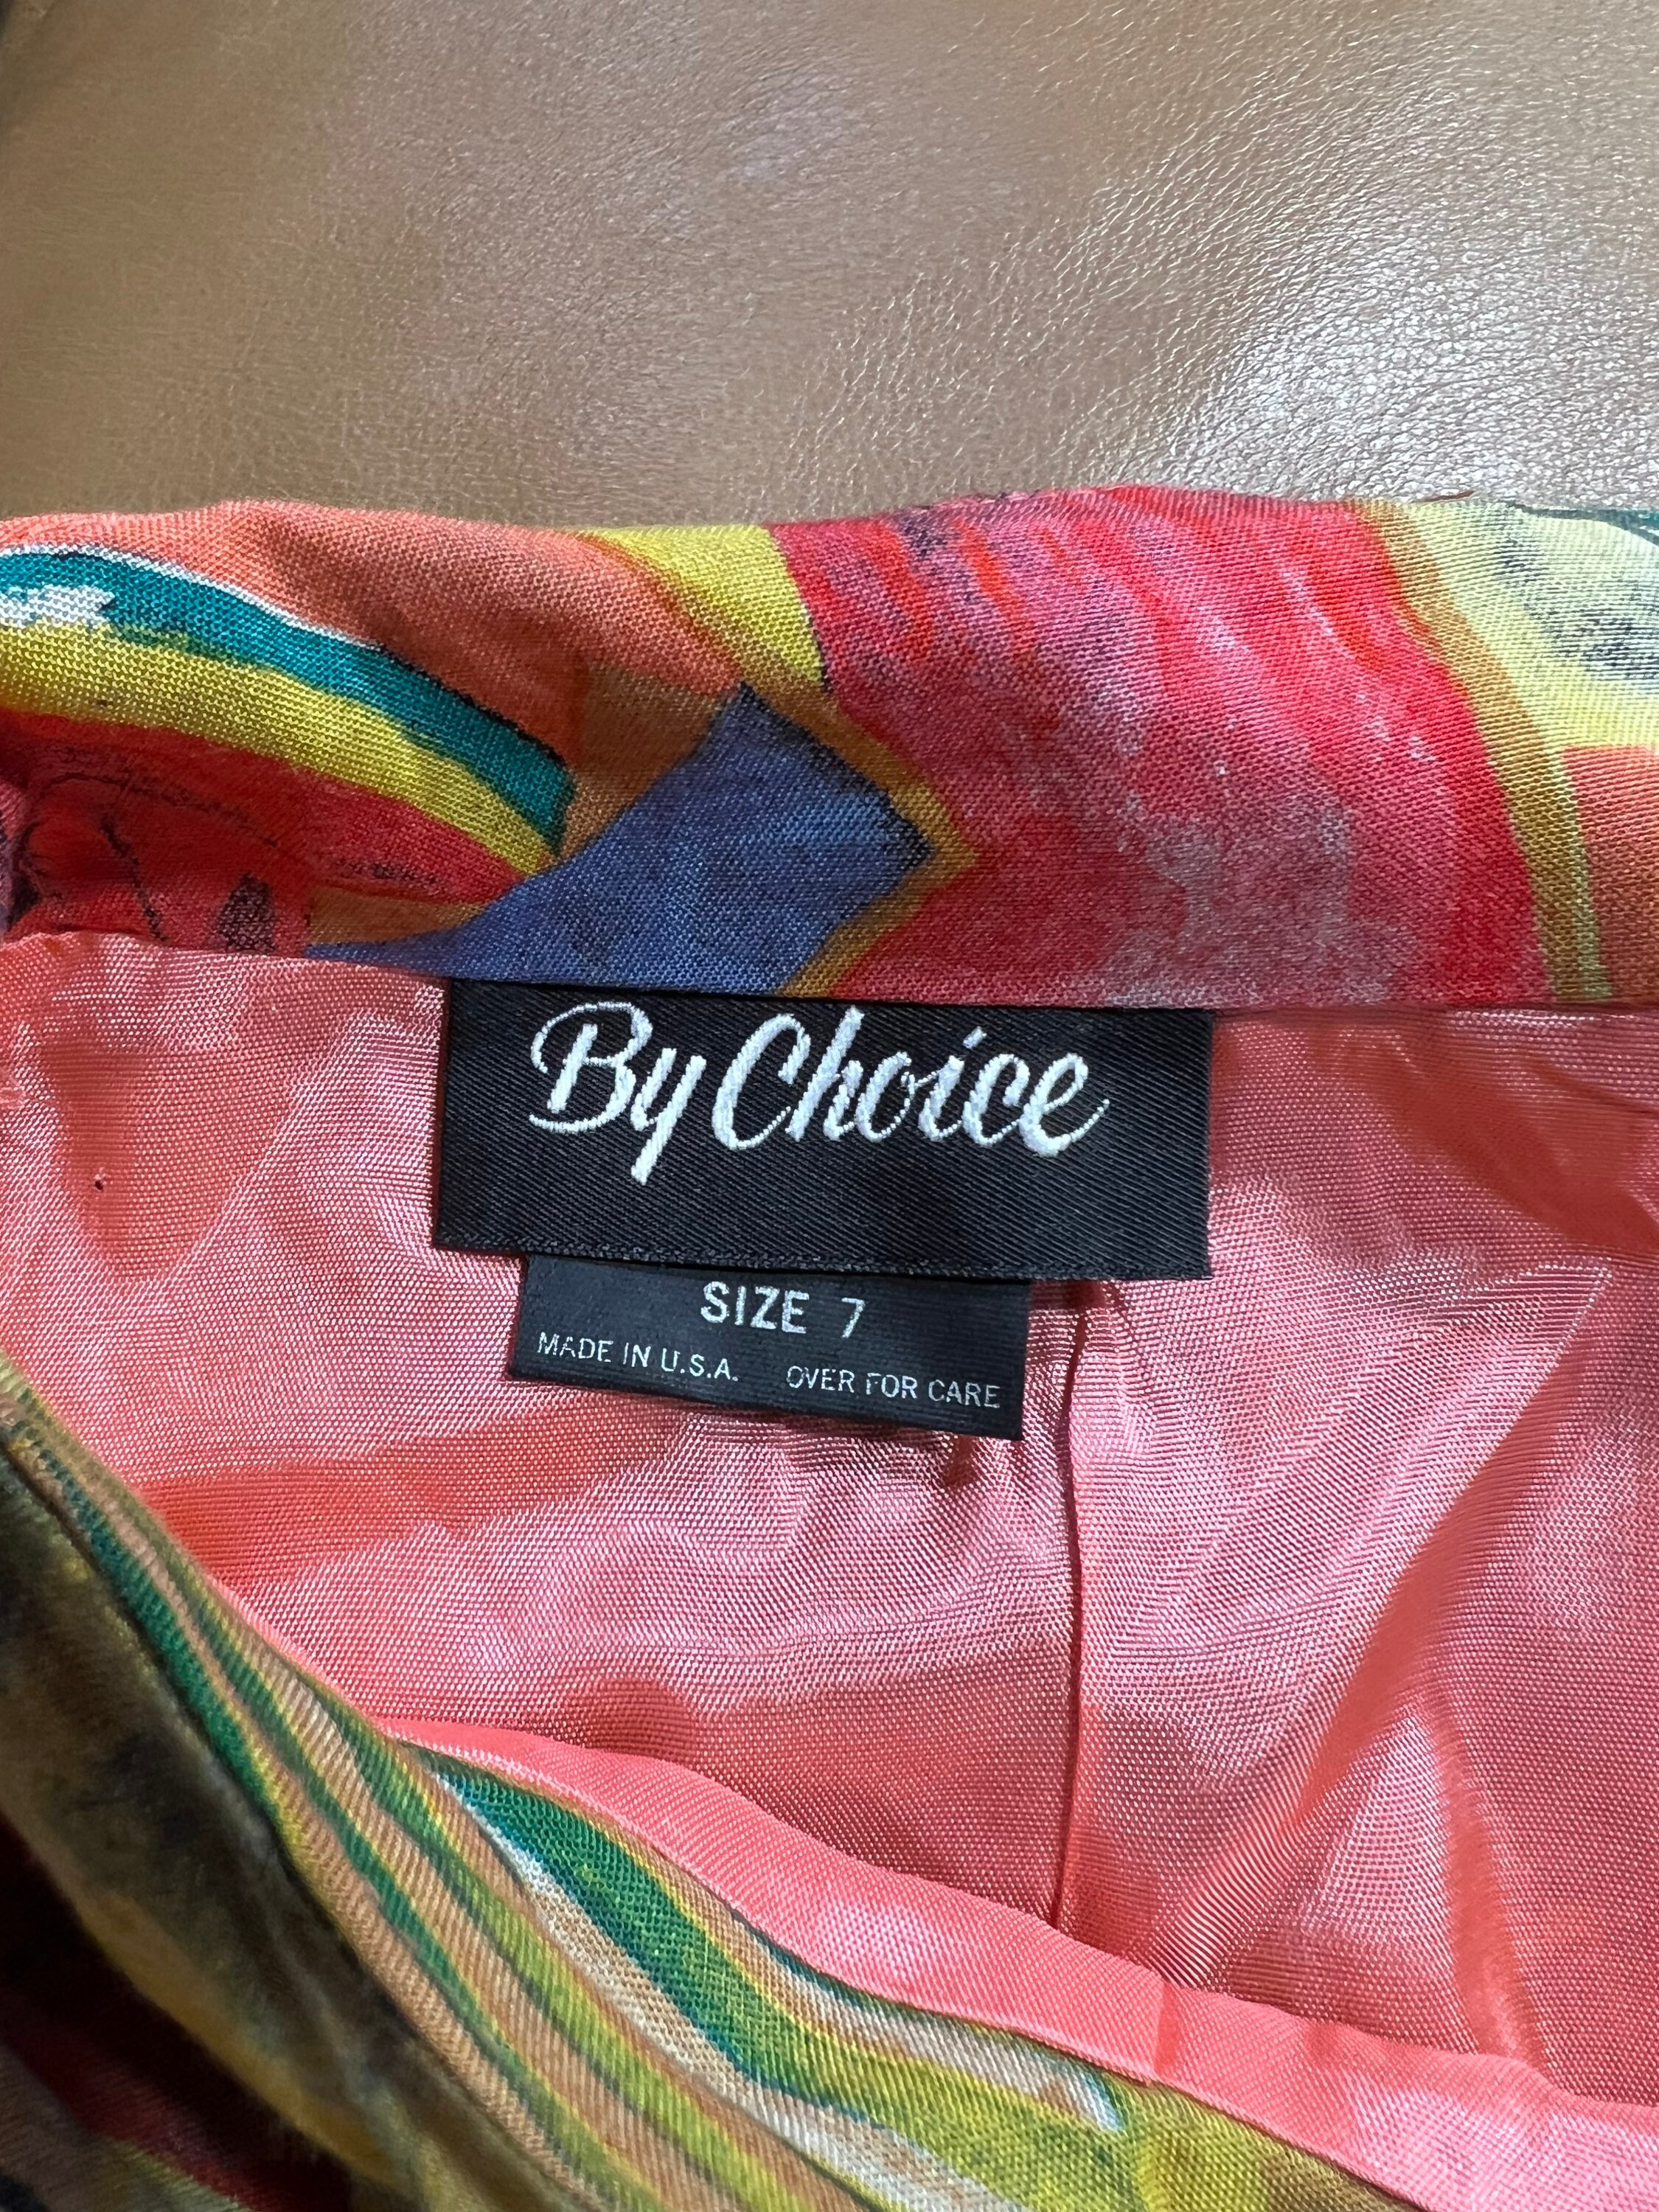 By Choice
SIZE 7
MADE IN U.S.A. OVER FOR CARE